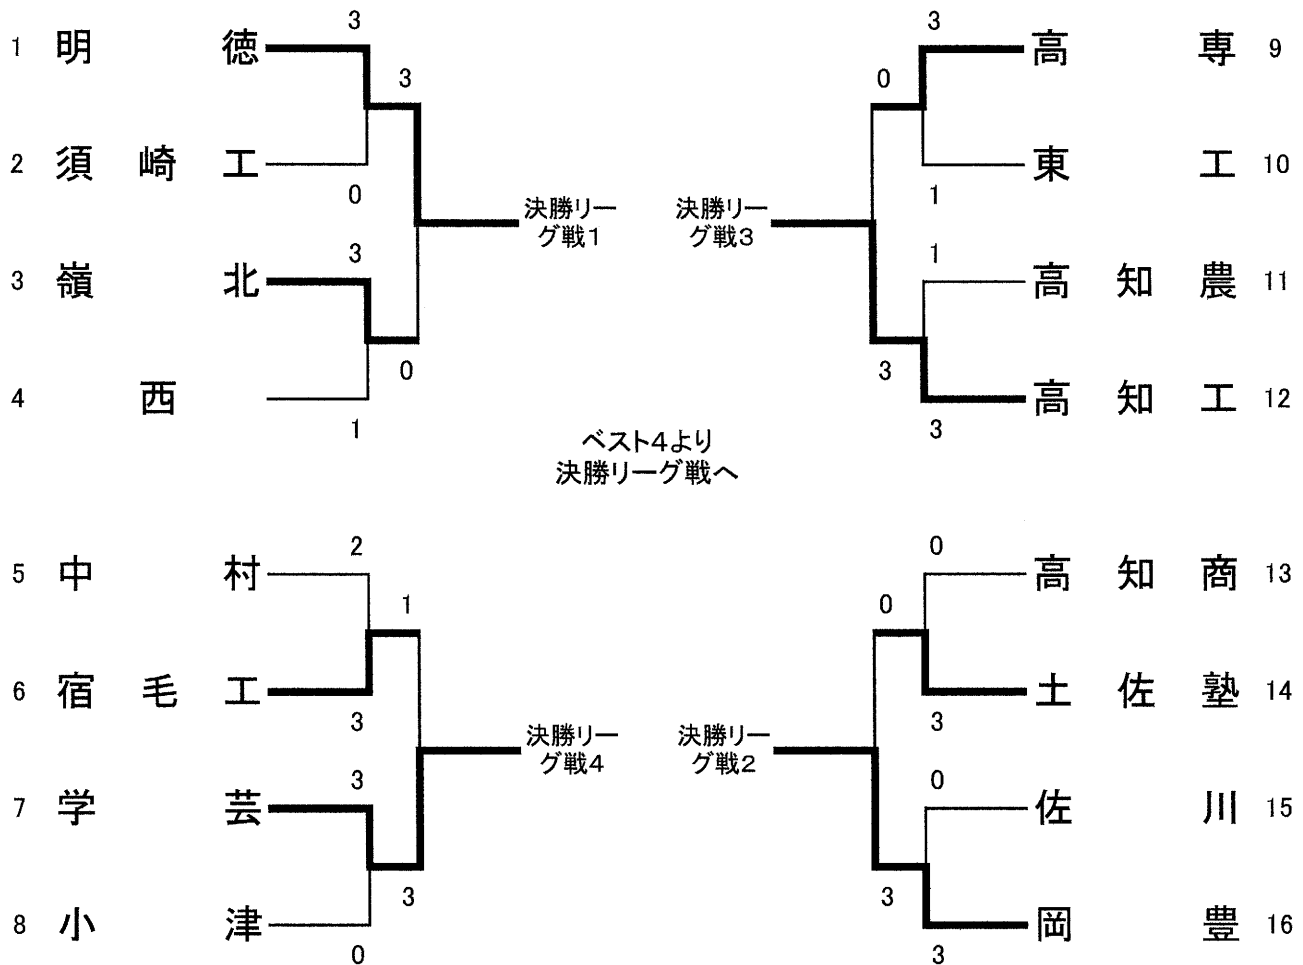 3
1 明 徳
3
2 須 崎 工
0
決勝リー
グ戦1
3
3 嶺 北
0
4 西
1
3
高 専 9
0
東 工 10
1
決勝リー
グ戦3
1
高 知 農 11
3
高 知 工 12
3
ベスト4より
決勝リーグ戦へ
2
5 中 村
1
6 宿 毛 工
3
決勝リー
グ戦4
3
7 学 芸
3
8 小 津
0
0
高 知 商 13
0
土 佐 塾 14
3
決勝リー
グ戦2
0
佐 川 15
3
岡 豊 16
3